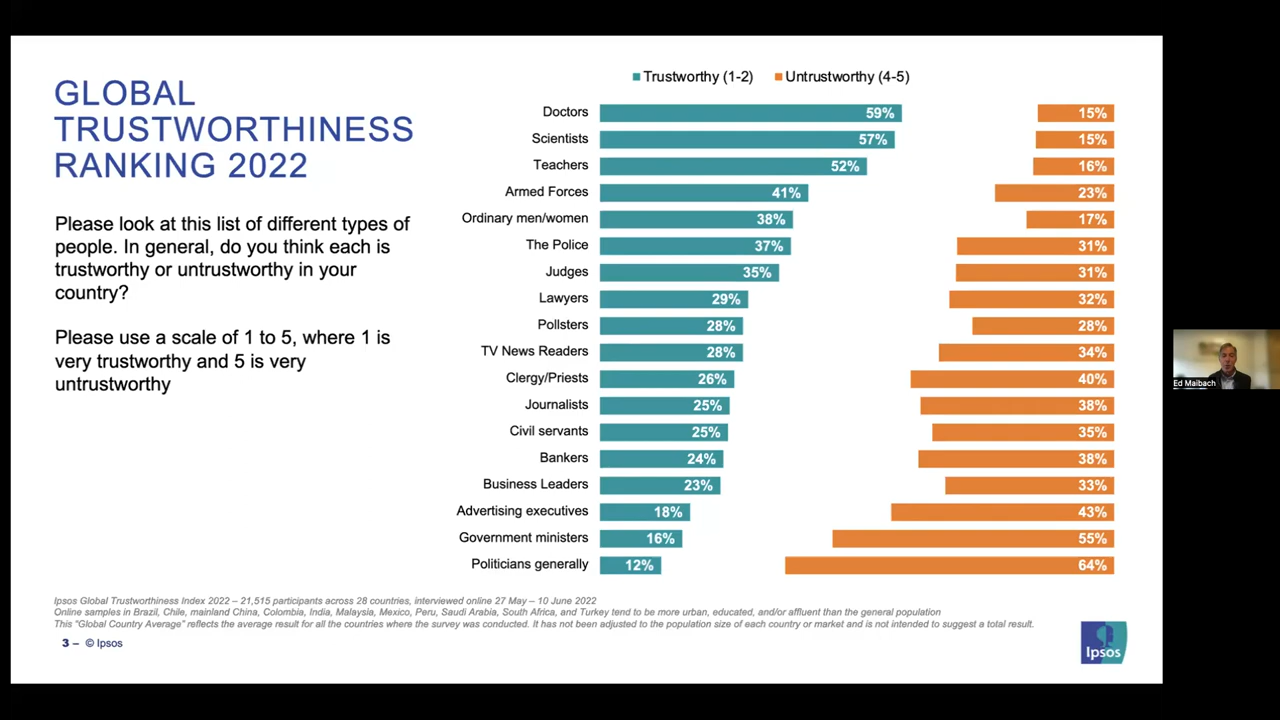 GLOBAL
TRUSTWORTHINESS
RANKING 2022
Please look at this list of different types of
people. In general, do you think each is
trustworthy or untrustworthy in your
country?
Please use a scale of 1 to 5, where 1 is
very trustworthy and 5 is very
untrustworthy
Trustworthy (1-2) Untrustworthy (4-5)
Doctors 59% 15%
Scientists 57% 15%
Teachers 52% 16%
Armed Forces 41% 23%
Ordinary men/women 38% 17%
The Police 37% 31%
Judges 35% 31%
Lawyers 29% 32%
Pollsters 28% 28%
TV News Readers 28% 34%
Clergy/Priests 26% 40%
Journalists 25% 38%
Civil servants 25% 35%
Bankers 24% 38%
Business Leaders 23% 33%
Advertising executives 18% 43%
Government ministers 16% 55%
Politicians generally 12% 64%
Ipsos Global Trustworthiness Index 2022 – 21,515 participants across 28 countries, interviewed online 27 May – 10 June 2022
Online samples in Brazil, Chile, mainland China, Colombia, India, Malaysia, Mexico, Peru, Saudi Arabia, South Africa, and Turkey tend to be more urban, educated, and/or affluent than the general population
This "Global Country Average" reflects the average result for all the countries where the survey was conducted. It has not been adjusted to the population size of each country or market and is not intended to suggest a total result.
3 – © Ipsos
Ipsos
Ed Maibach